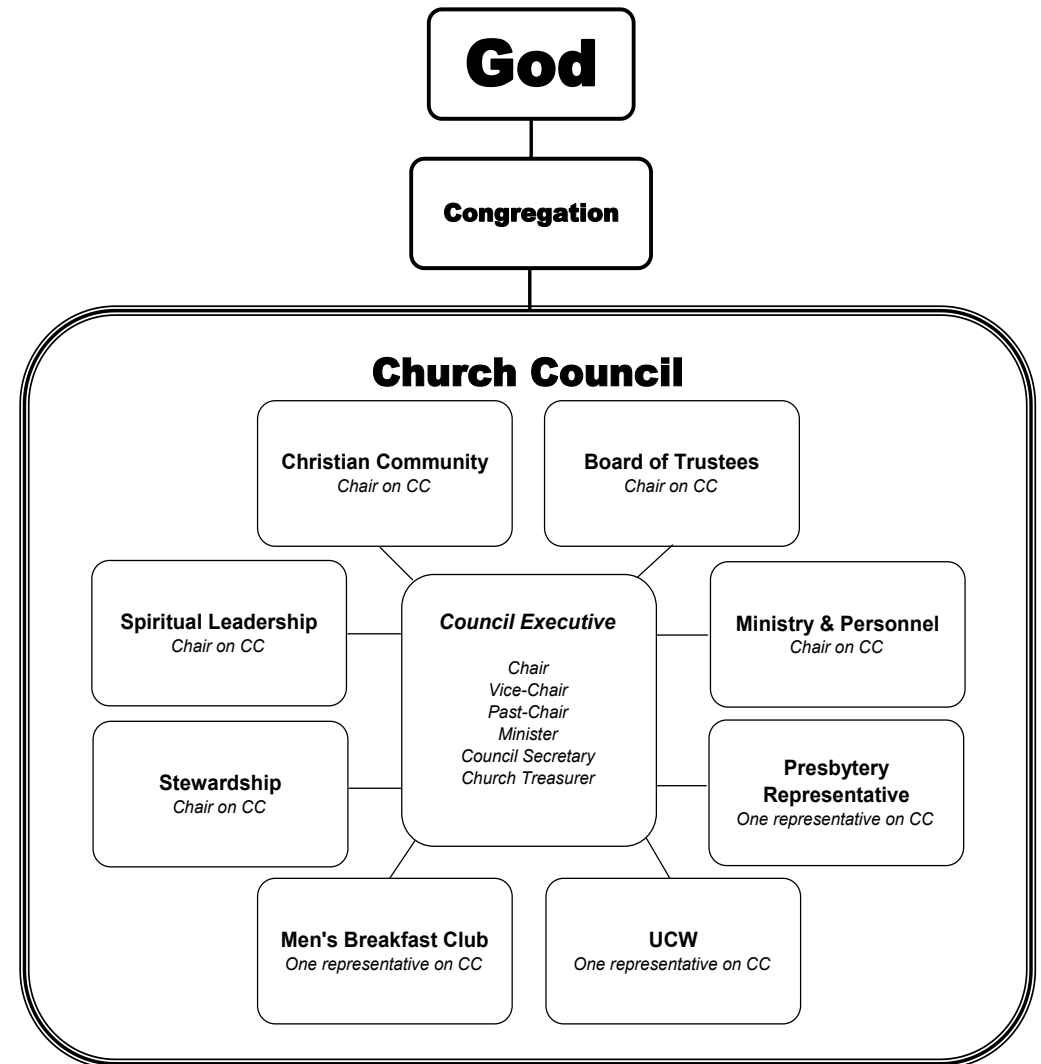 God
Congregation
Church Council
Christian Community
Chair on CC
Board of Trustees
Chair on CC
Spiritual Leadership
Chair on CC
Council Executive
Chair
Vice-Chair
Past-Chair
Minister
Council Secretary
Church Treasurer
Ministry & Personnel
Chair on CC
Stewardship
Chair on CC
Presbytery
Representative
One representative on CC
Men's Breakfast Club
One representative on CC
UCW
One representative on CC